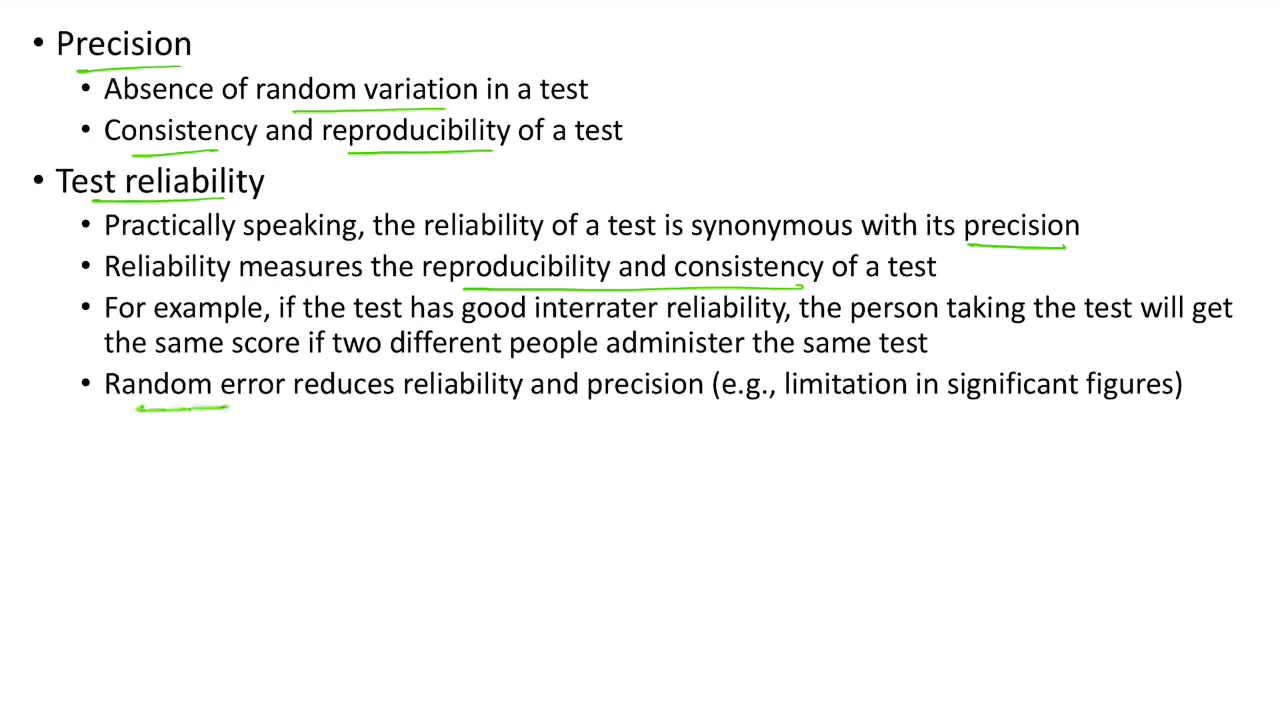 • Precision
• Absence of random variation in a test
• Consistency and reproducibility of a test
• Test reliability
• Practically speaking, the reliability of a test is synonymous with its precision
• Reliability measures the reproducibility and consistency of a test
• For example, if the test has good interrater reliability, the person taking the test will get
the same score if two different people administer the same test
• Random error reduces reliability and precision (e.g., limitation in significant figures)